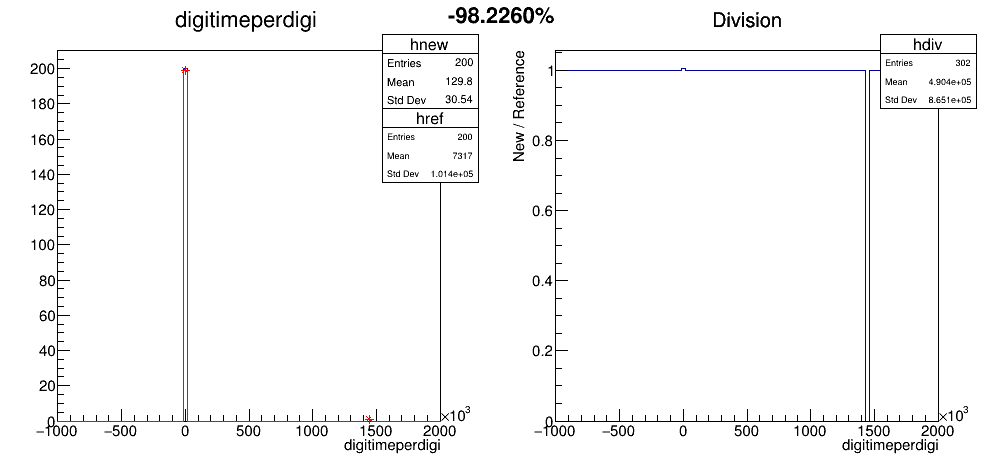 -98.2260%
digitimeperdigi
hnew
Entries 200
Mean 129.8
Std Dev 30.54
href
Entries 200
Mean 7317
Std Dev 1.014e+05
200
180
160
140
120
100
80
60
40
20
0
−1000 −500 0 500 1000 1500 2000
×10³
digitimeperdigi
Division
hdiv
Entries 302
Mean 4.904e+05
Std Dev 8.651e+05
New / Reference
1
0.8
0.6
0.4
0.2
0
−1000 −500 0 500 1000 1500 2000
×10³
digitimeperdigi